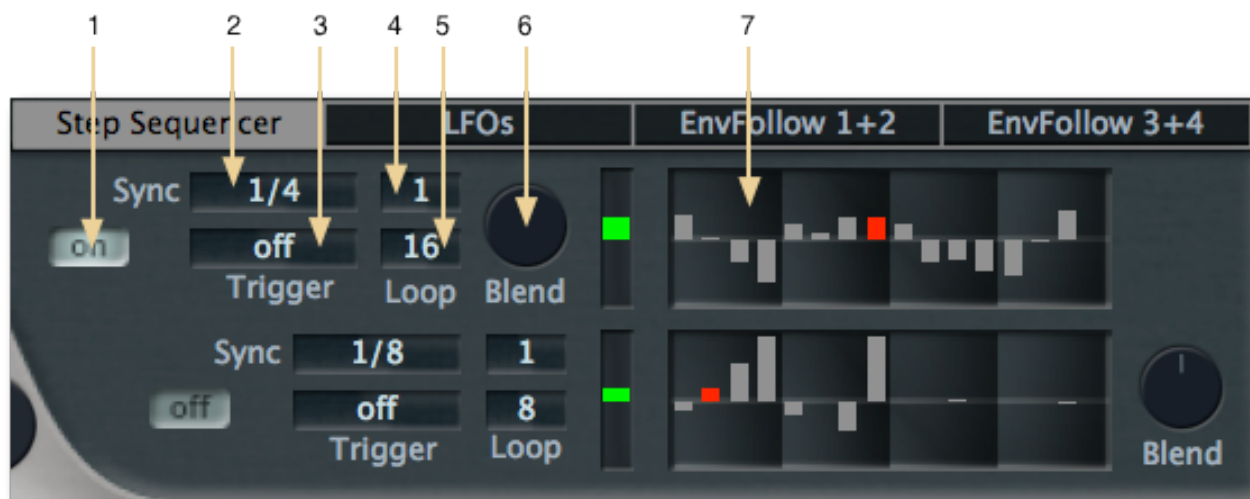 1 2 3 4 5 6 7
Step Sequencer LFOs EnvFollow 1+2 EnvFollow 3+4
Sync 1/4 1
on off 16
Trigger Loop Blend
Sync 1/8 1
off off 8
Trigger Loop Blend